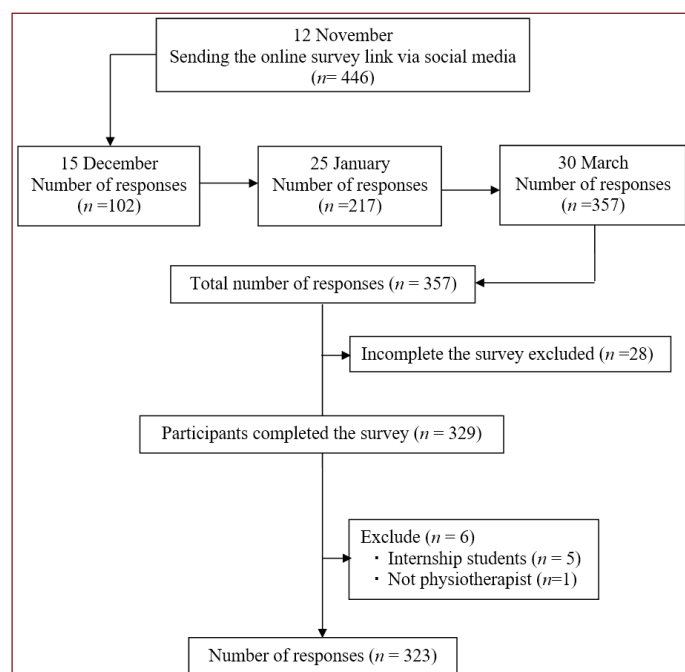 12 November
Sending the online survey link via social media
(n= 446)
15 December
Number of responses
(n =102)
25 January
Number of responses
(n =217)
30 March
Number of responses
(n =357)
Total number of responses (n = 357)
Incomplete the survey excluded (n =28)
Participants completed the survey (n = 329)
Exclude (n = 6)
· Internship students (n = 5)
· Not physiotherapist (n=1)
Number of responses (n = 323)